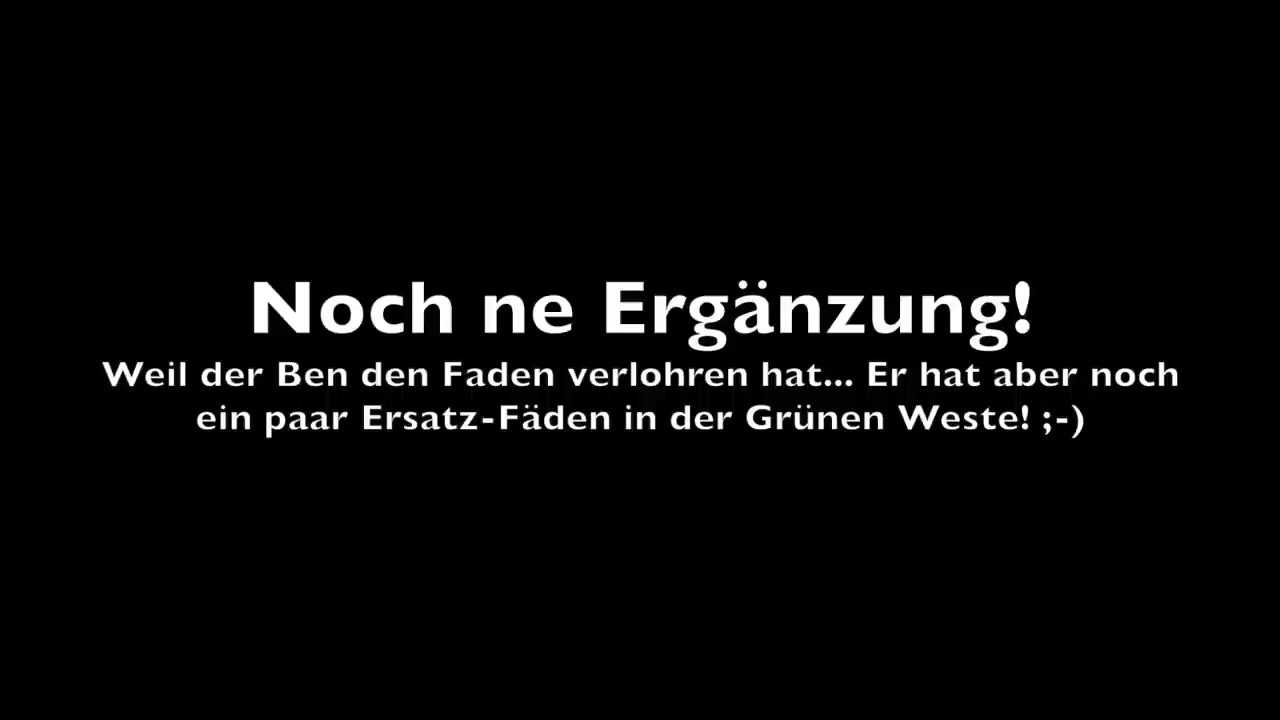 Noch ne Ergänzung!
Weil der Ben den Faden verlohren hat... Er hat aber noch
ein paar Ersatz-Fäden in der Grünen Weste! ;-)